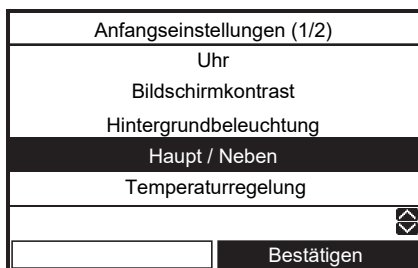 Anfangseinstellungen (1/2)
Uhr
Bildschirmkontrast
Hintergrundbeleuchtung
Haupt / Neben
Temperaturregelung
Bestätigen